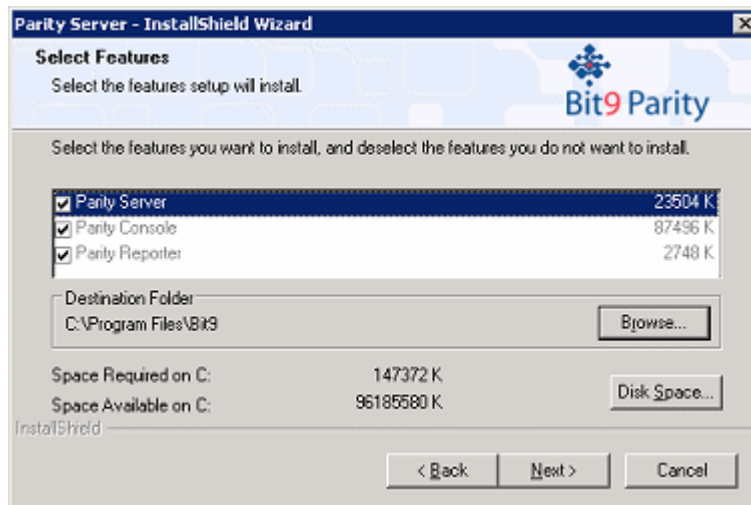 Parity Server - InstallShield Wizard
Select Features
Select the features setup will install.
Bit9 Parity
Select the features you want to install, and deselect the features you do not want to install.
Parity Server 23504 K
Parity Console 87496 K
Parity Reporter 2748 K
Destination Folder
C:\Program Files\Bit9
Browse...
Space Required on C: 147372 K
Space Available on C: 96185580 K
Disk Space...
InstallShield
< Back Next > Cancel